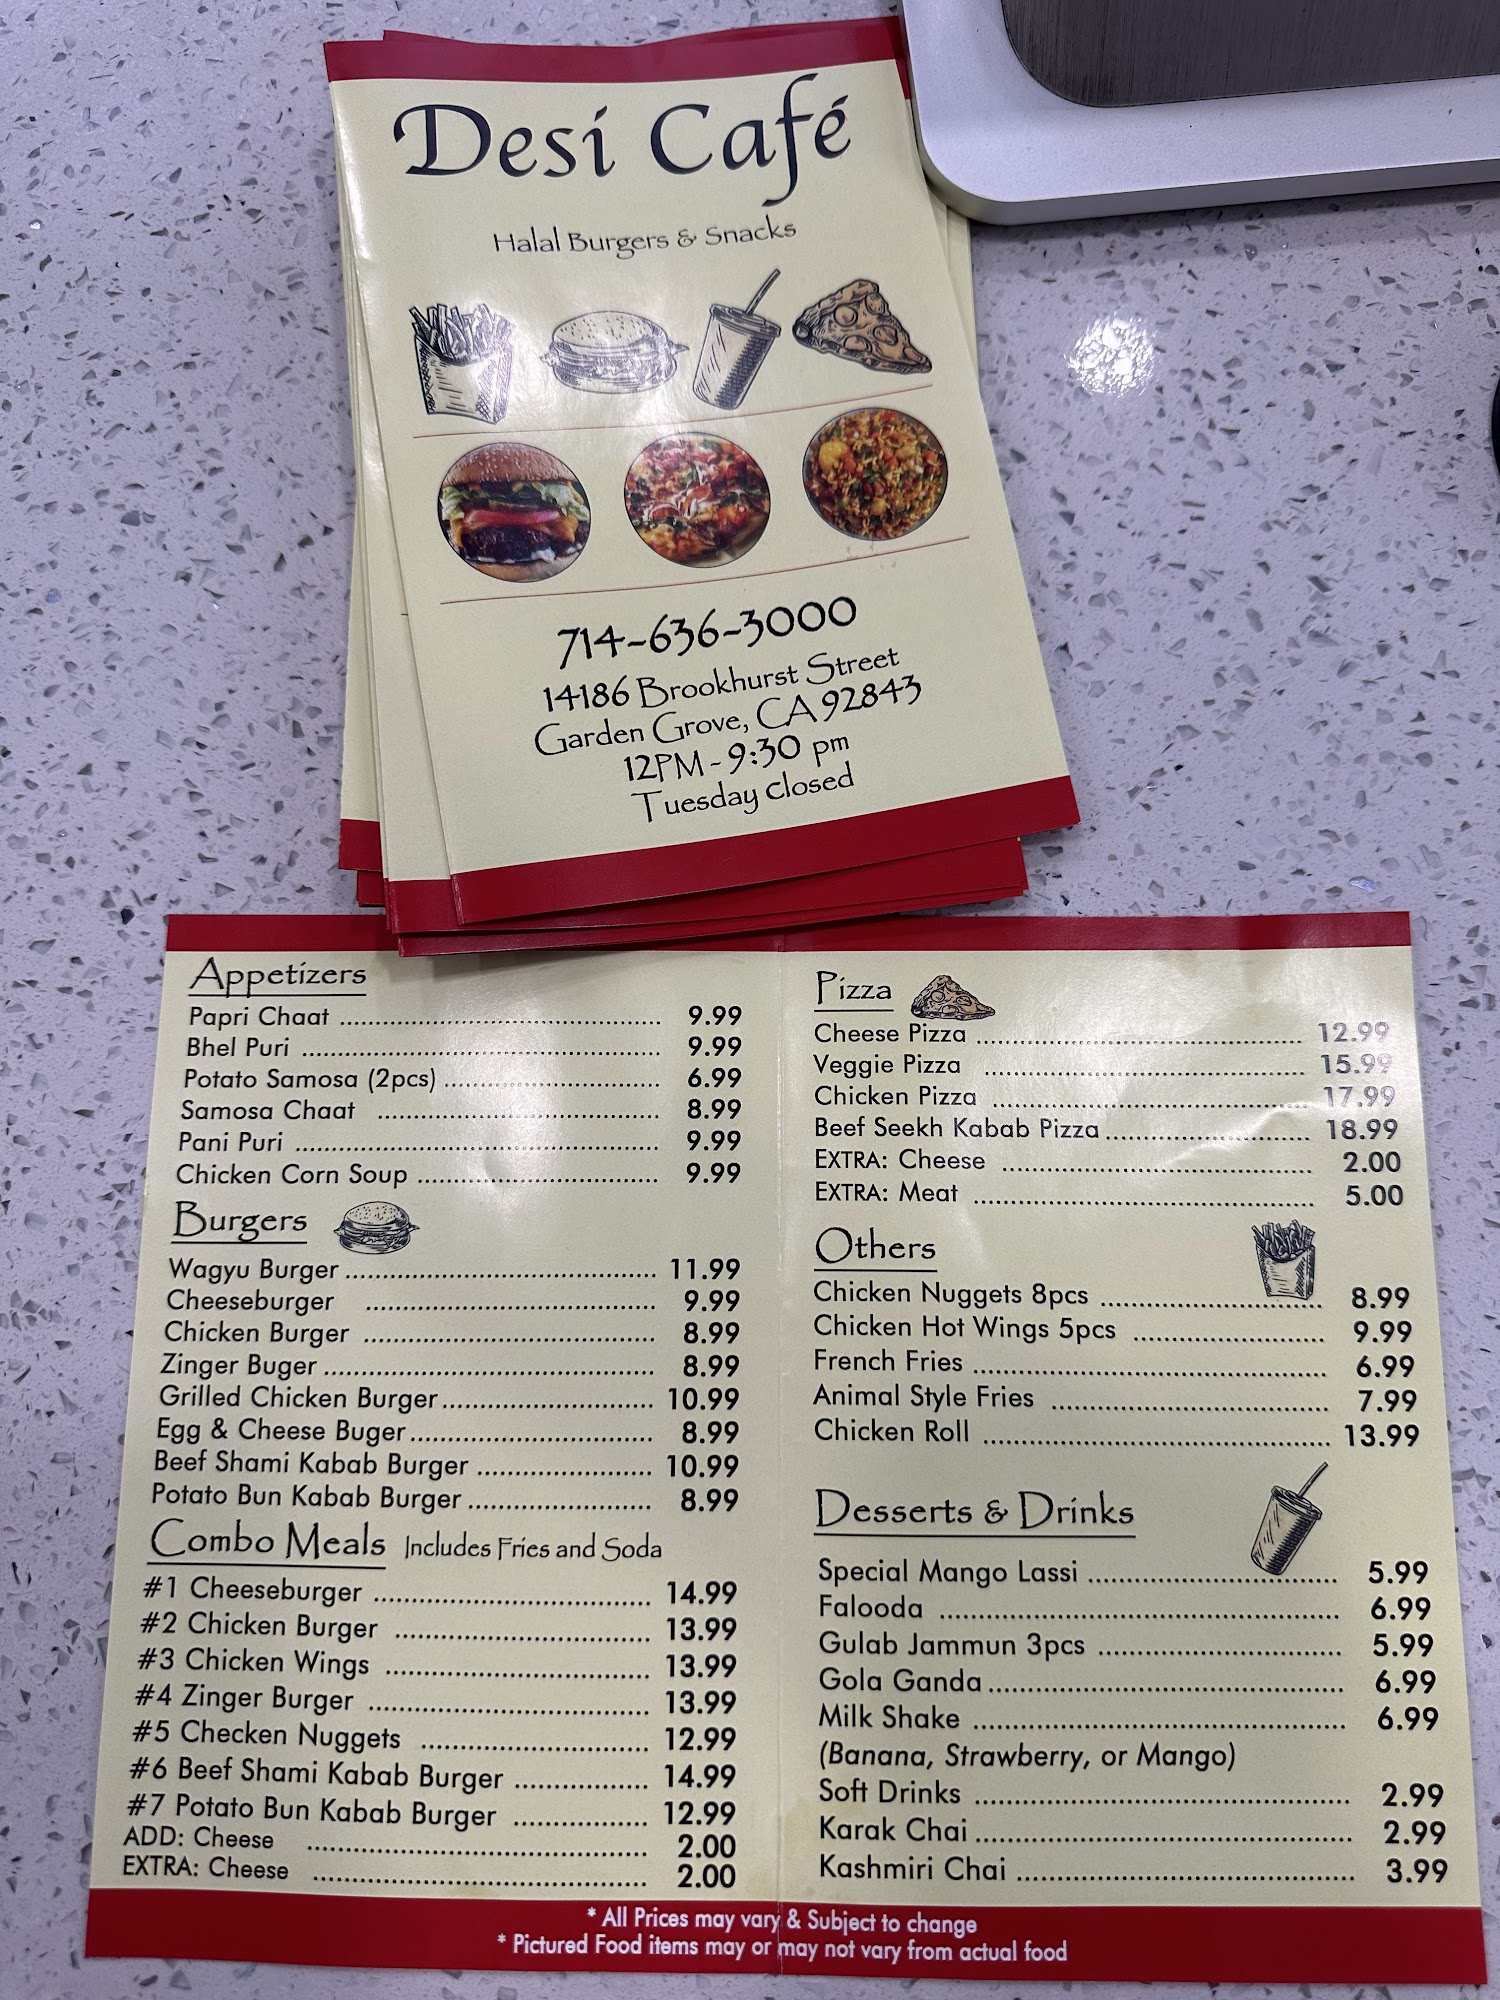 Desi Café
Halal Burgers & Snacks
714-636-3000
14186 Brookhurst Street
Garden Grove, CA 92843
12PM - 9:30 pm
Tuesday closed
Appetizers
Papri Chaat 9.99
Bhel Puri 9.99
Potato Samosa (2pcs) 6.99
Samosa Chaat 8.99
Pani Puri 9.99
Chicken Corn Soup 9.99
Burgers
Wagyu Burger 11.99
Cheeseburger 9.99
Chicken Burger 8.99
Zinger Buger 8.99
Grilled Chicken Burger 10.99
Egg & Cheese Buger 8.99
Beef Shami Kabab Burger 10.99
Potato Bun Kabab Burger 8.99
Combo Meals Includes Fries and Soda
#1 Cheeseburger 14.99
#2 Chicken Burger 13.99
#3 Chicken Wings 13.99
#4 Zinger Burger 13.99
#5 Checken Nuggets 12.99
#6 Beef Shami Kabab Burger 14.99
#7 Potato Bun Kabab Burger 12.99
ADD: Cheese 2.00
EXTRA: Cheese 2.00
Pizza
Cheese Pizza 12.99
Veggie Pizza 15.99
Chicken Pizza 17.99
Beef Seekh Kabab Pizza 18.99
EXTRA: Cheese 2.00
EXTRA: Meat 5.00
Others
Chicken Nuggets 8pcs 8.99
Chicken Hot Wings 5pcs 9.99
French Fries 6.99
Animal Style Fries 7.99
Chicken Roll 13.99
Desserts & Drinks
Special Mango Lassi 5.99
Falooda 6.99
Gulab Jammun 3pcs 5.99
Gola Ganda 6.99
Milk Shake 6.99
(Banana, Strawberry, or Mango)
Soft Drinks 2.99
Karak Chai 2.99
Kashmiri Chai 3.99
* All Prices may vary & Subject to change
* Pictured Food items may or may not vary from actual food